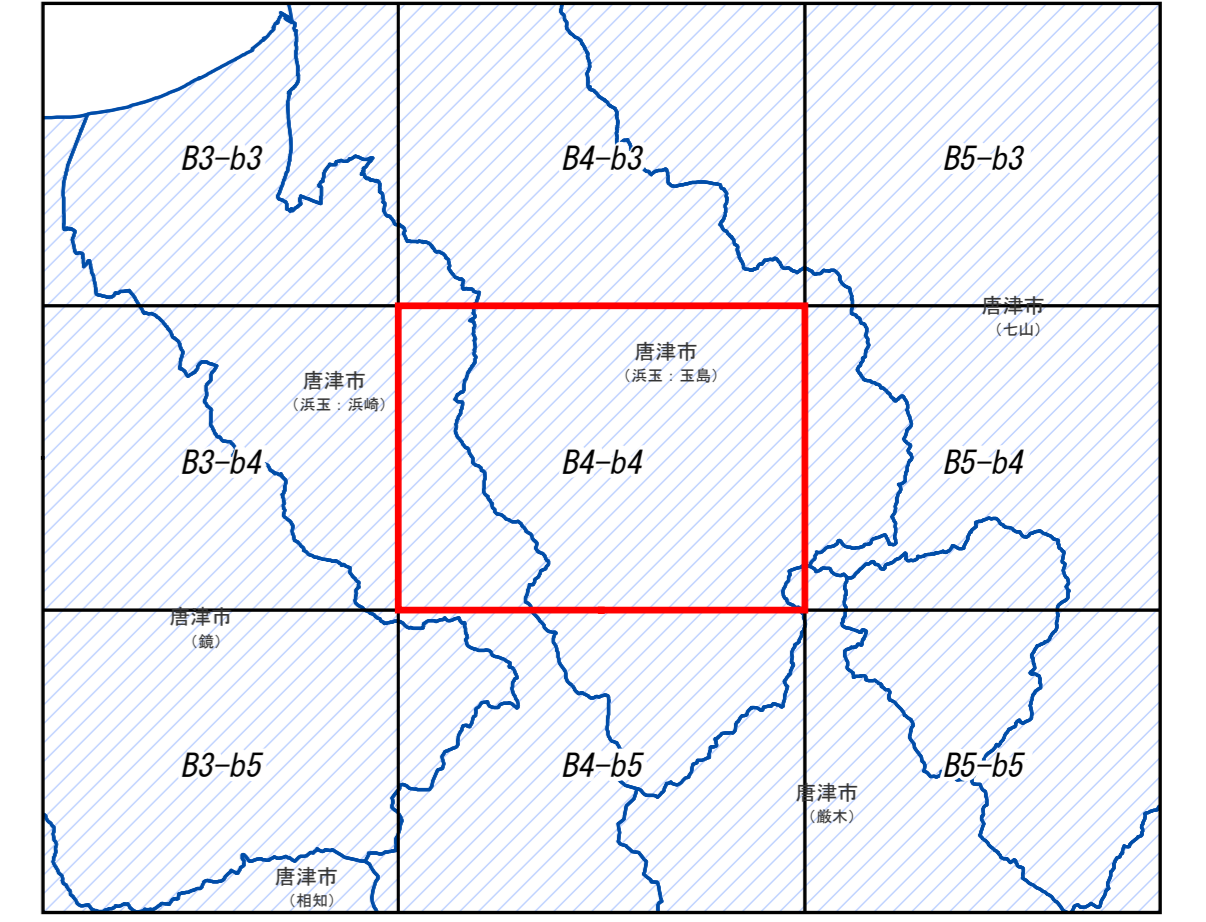 B3-b3
B4-b3
B5-b3
唐津市
（七山）
唐津市
（浜玉：玉島）
唐津市
（浜玉：浜崎）
B3-b4
B4-b4
B5-b4
唐津市
（鏡）
B3-b5
B4-b5
B5-b5
唐津市
（厳木）
唐津市
（相知）